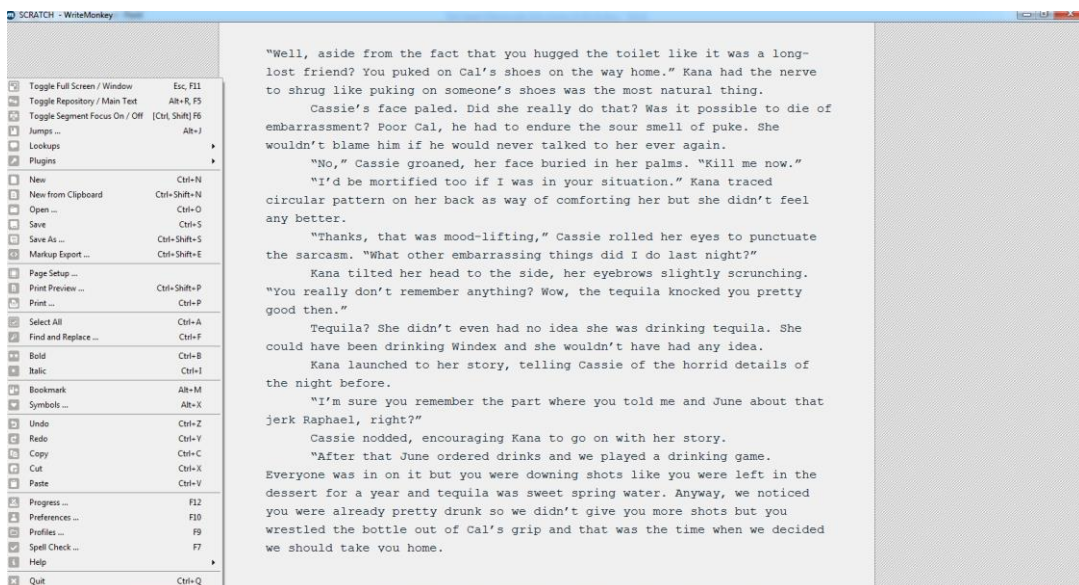 SCRATCH - WriteMonkey
Toggle Full Screen / Window Esc, F11
Toggle Repository / Main Text Alt+R, F5
Toggle Segment Focus On / Off [Ctrl, Shift] F6
Jumps ... Alt+J
Lookups
Plugins
New Ctrl+N
New from Clipboard Ctrl+Shift+N
Open ... Ctrl+O
Save Ctrl+S
Save As ... Ctrl+Shift+S
Markup Export ... Ctrl+Shift+E
Page Setup ...
Print Preview ... Ctrl+Shift+P
Print ... Ctrl+P
Select All Ctrl+A
Find and Replace ... Ctrl+F
Bold Ctrl+B
Italic Ctrl+I
Bookmark Alt+M
Symbols ... Alt+X
Undo Ctrl+Z
Redo Ctrl+Y
Copy Ctrl+C
Cut Ctrl+X
Paste Ctrl+V
Progress ... F12
Preferences ... F10
Profiles ... F9
Spell Check ... F7
Help
Quit Ctrl+Q
“Well, aside from the fact that you hugged the toilet like it was a long-
lost friend? You puked on Cal’s shoes on the way home.” Kana had the nerve
to shrug like puking on someone’s shoes was the most natural thing.
Cassie’s face paled. Did she really do that? Was it possible to die of
embarrassment? Poor Cal, he had to endure the sour smell of puke. She
wouldn’t blame him if he would never talked to her ever again.
“No,” Cassie groaned, her face buried in her palms. “Kill me now.”
“I’d be mortified too if I was in your situation.” Kana traced
circular pattern on her back as way of comforting her but she didn’t feel
any better.
“Thanks, that was mood-lifting,” Cassie rolled her eyes to punctuate
the sarcasm. “What other embarrassing things did I do last night?”
Kana tilted her head to the side, her eyebrows slightly scrunching.
“You really don’t remember anything? Wow, the tequila knocked you pretty
good then.”
Tequila? She didn’t even had no idea she was drinking tequila. She
could have been drinking Windex and she wouldn’t have had any idea.
Kana launched to her story, telling Cassie of the horrid details of
the night before.
“I’m sure you remember the part where you told me and June about that
jerk Raphael, right?”
Cassie nodded, encouraging Kana to go on with her story.
“After that June ordered drinks and we played a drinking game.
Everyone was in on it but you were downing shots like you were left in the
dessert for a year and tequila was sweet spring water. Anyway, we noticed
you were already pretty drunk so we didn’t give you more shots but you
wrestled the bottle out of Cal’s grip and that was the time when we decided
we should take you home.